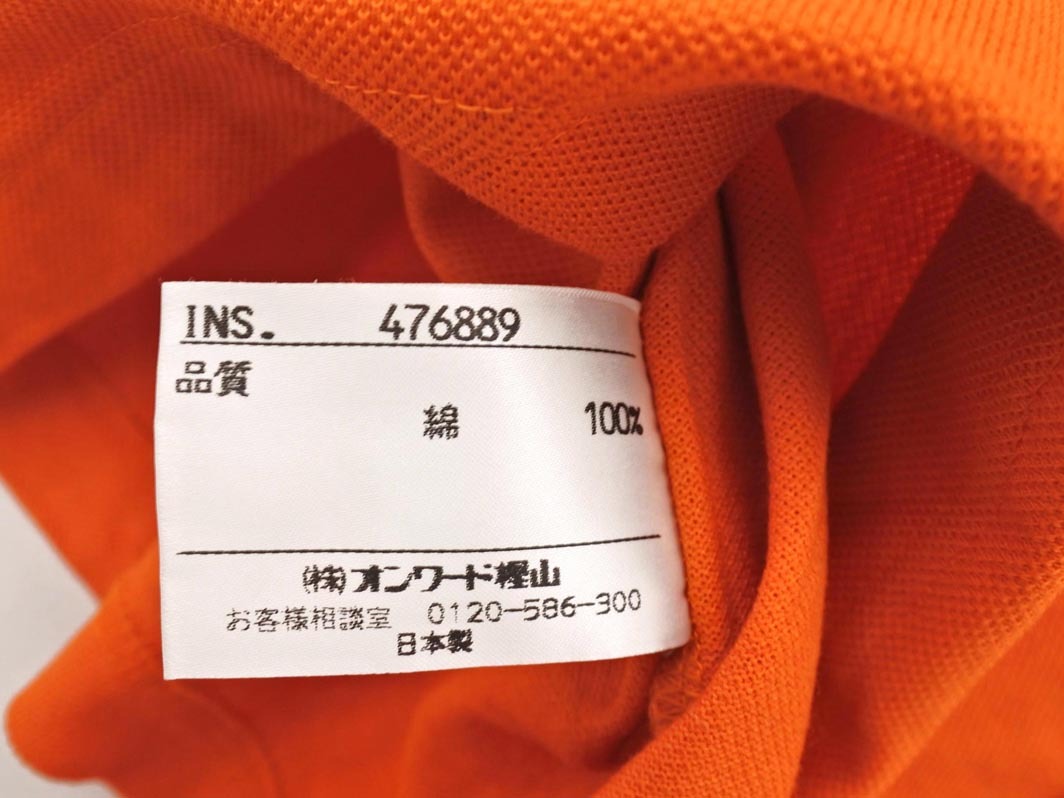 INS. 476889
品質
綿 100%
(株)オンワード樫山
お客様相談室 0120-586-300
日本製